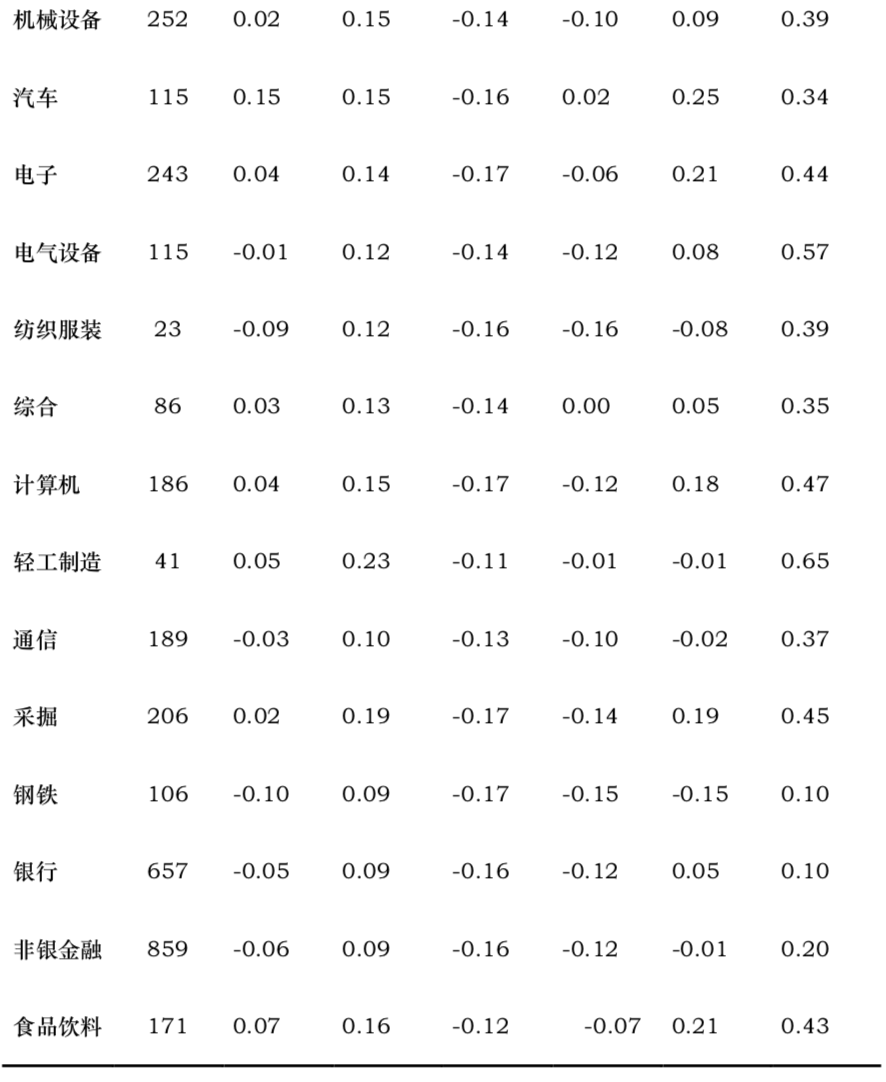 机械设备 252 0.02 0.15 -0.14 -0.10 0.09 0.39
汽车 115 0.15 0.15 -0.16 0.02 0.25 0.34
电子 243 0.04 0.14 -0.17 -0.06 0.21 0.44
电气设备 115 -0.01 0.12 -0.14 -0.12 0.08 0.57
纺织服装 23 -0.09 0.12 -0.16 -0.16 -0.08 0.39
综合 86 0.03 0.13 -0.14 0.00 0.05 0.35
计算机 186 0.04 0.15 -0.17 -0.12 0.18 0.47
轻工制造 41 0.05 0.23 -0.11 -0.01 -0.01 0.65
通信 189 -0.03 0.10 -0.13 -0.10 -0.02 0.37
采掘 206 0.02 0.19 -0.17 -0.14 0.19 0.45
钢铁 106 -0.10 0.09 -0.17 -0.15 -0.15 0.10
银行 657 -0.05 0.09 -0.16 -0.12 0.05 0.10
非银金融 859 -0.06 0.09 -0.16 -0.12 -0.01 0.20
食品饮料 171 0.07 0.16 -0.12 -0.07 0.21 0.43